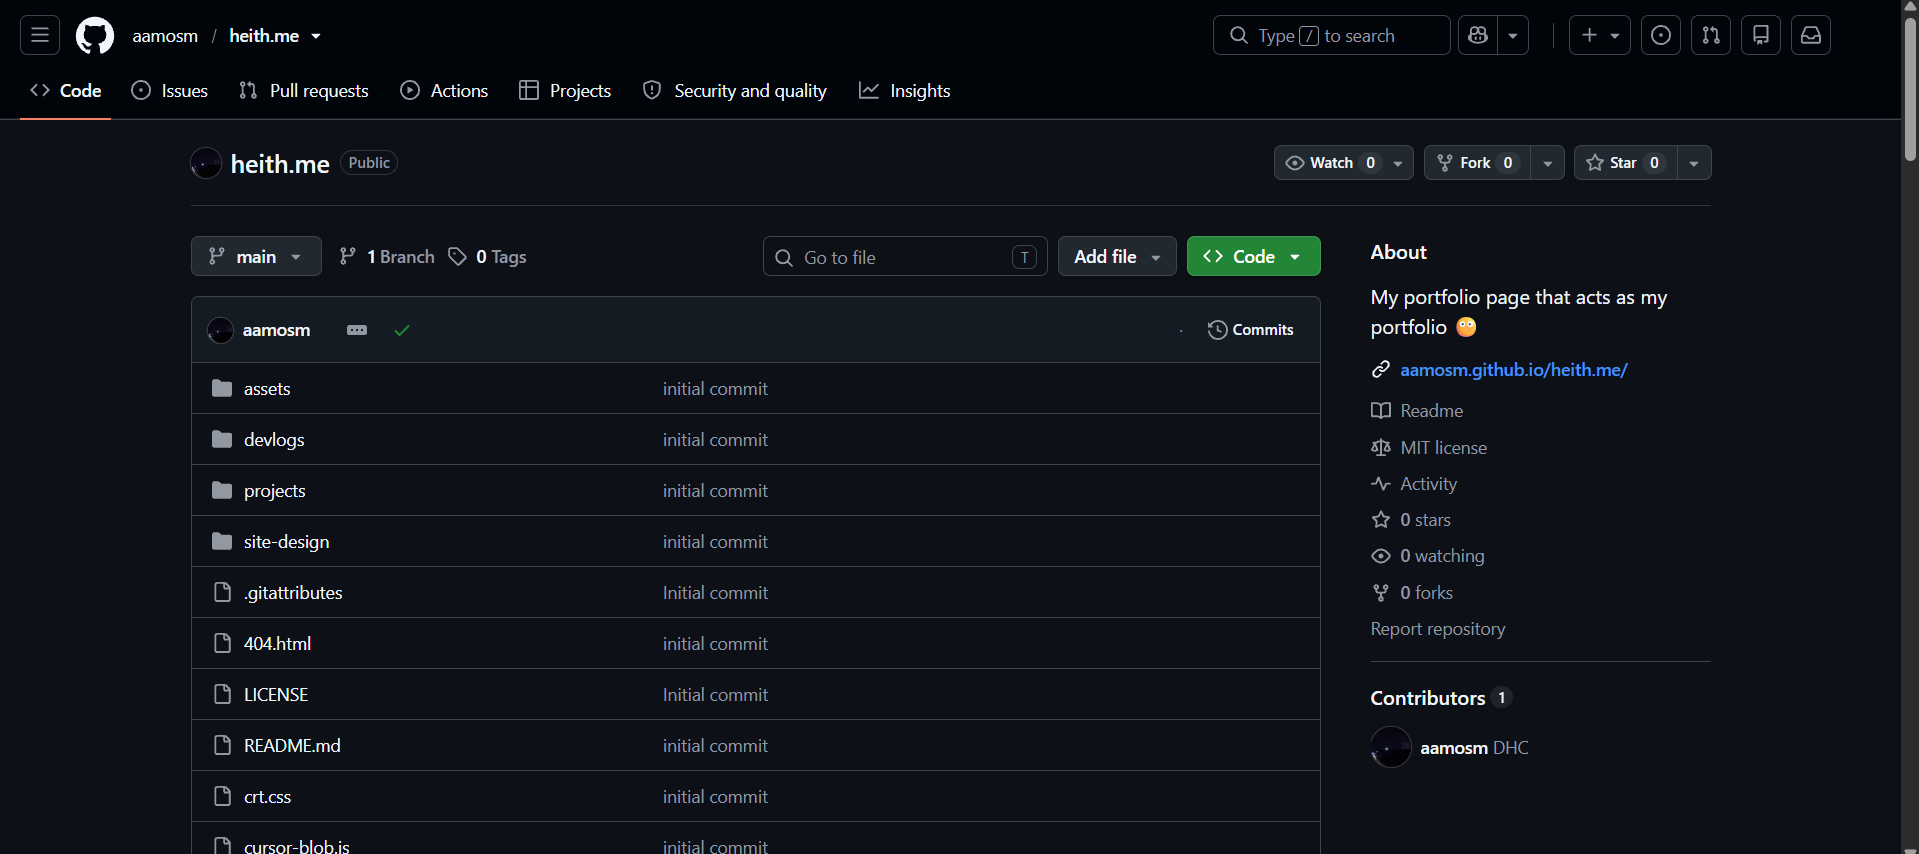 aamosm / heith.me
Type / to search
Code
Issues
Pull requests
Actions
Projects
Security and quality
Insights
heith.me Public
Watch 0
Fork 0
Star 0
main
1 Branch
0 Tags
Go to file T
Add file
Code
aamosm
Commits
assets initial commit
devlogs initial commit
projects initial commit
site-design initial commit
.gitattributes Initial commit
404.html initial commit
LICENSE Initial commit
README.md initial commit
crt.css initial commit
cursor-blob.js initial commit
About
My portfolio page that acts as my
portfolio 😶
aamosm.github.io/heith.me/
Readme
MIT license
Activity
0 stars
0 watching
0 forks
Report repository
Contributors 1
aamosm DHC